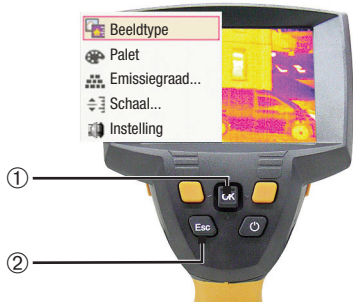 Beeldtype
Palet
Emissiegraad...
Schaal...
Instelling
1
OK
Esc
2